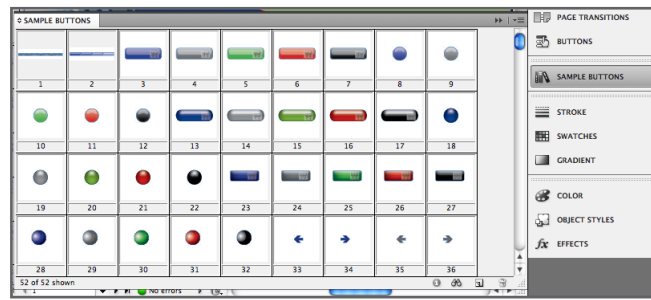 SAMPLE BUTTONS
1 2 3 4 5 6 7 8 9
10 11 12 13 14 15 16 17 18
19 20 21 22 23 24 25 26 27
28 29 30 31 32 33 34 35 36
52 of 52 shown
1 No errors
PAGE TRANSITIONS
BUTTONS
SAMPLE BUTTONS
STROKE
SWATCHES
GRADIENT
COLOR
OBJECT STYLES
fx EFFECTS